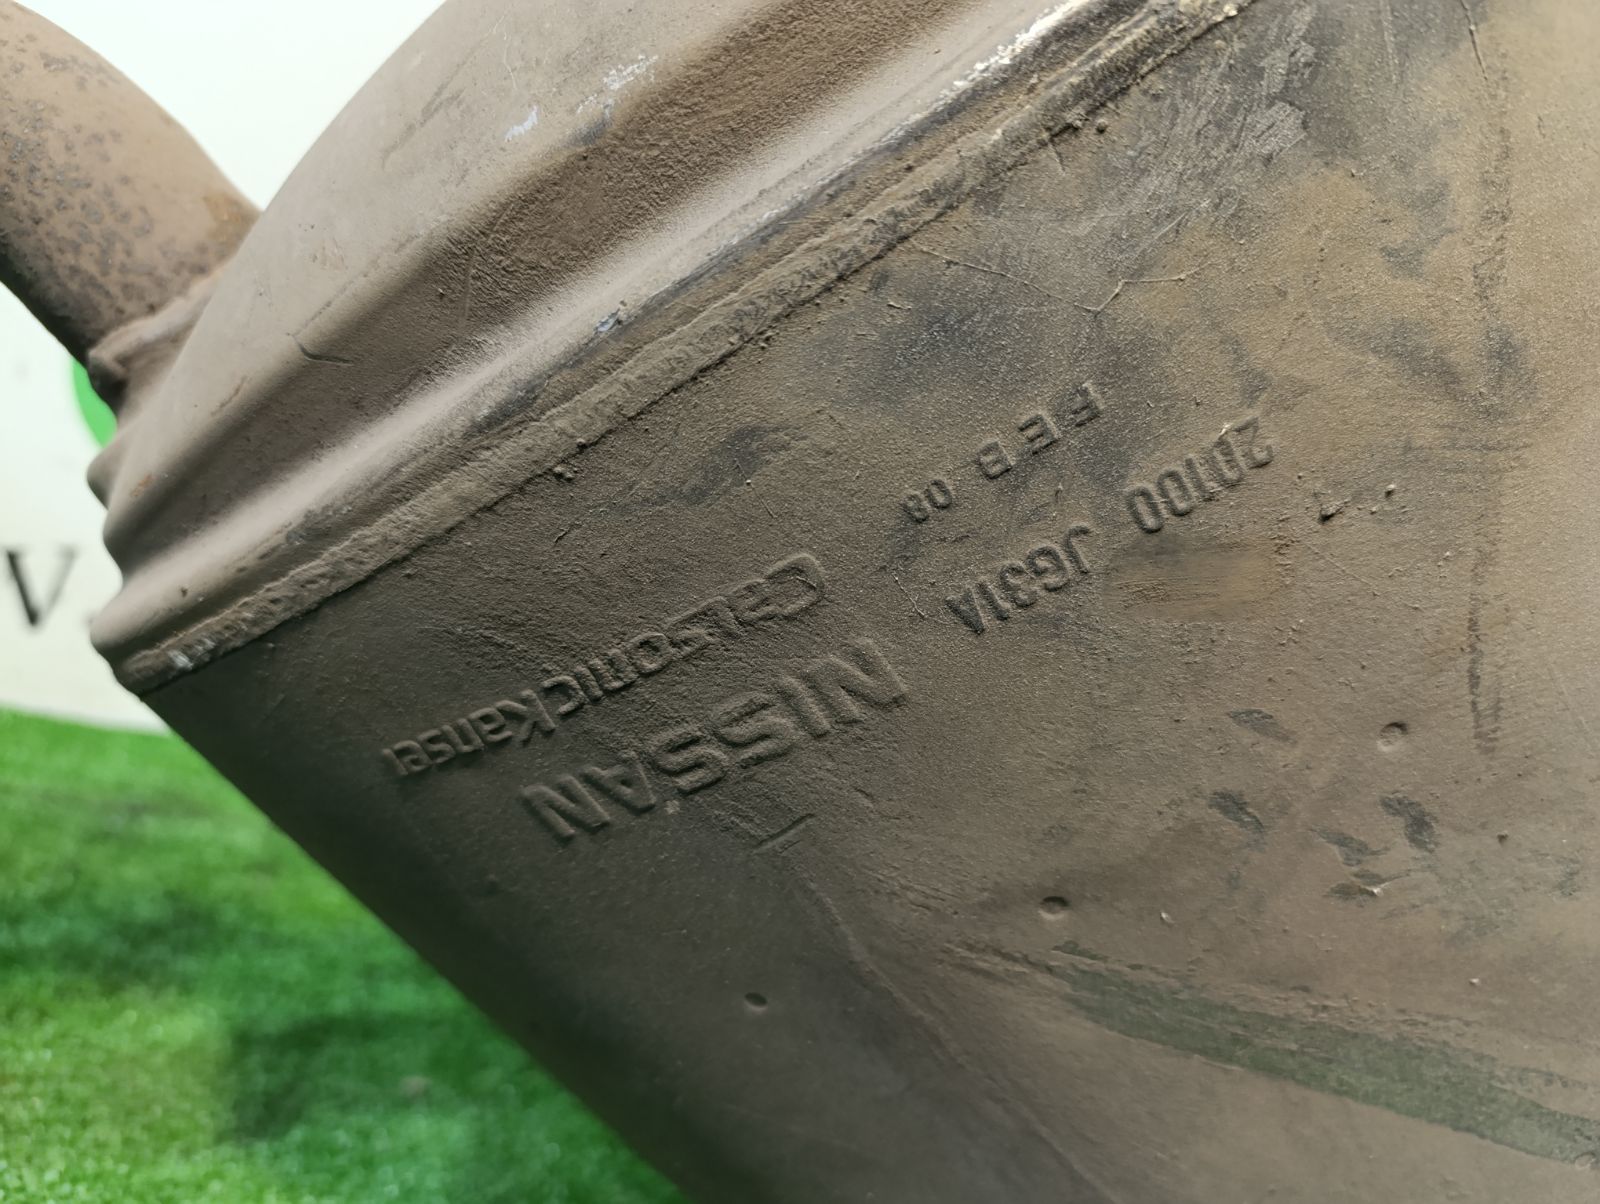 20100 JG31A
FEB 08
NISSAN
CalsonicKansei
V.